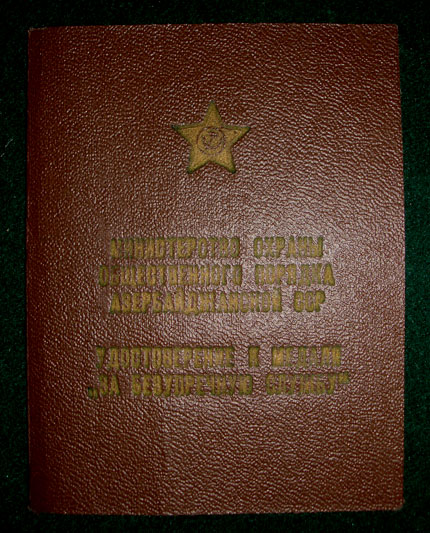 МИНИСТЕРСТВО ОХРАНЫ
ОБЩЕСТВЕННОГО ПОРЯДКА
АЗЕРБАЙДЖАНСКОЙ ССР
УДОСТОВЕРЕНИЕ К МЕДАЛИ
„ЗА БЕЗУПРЕЧНУЮ СЛУЖБУ"